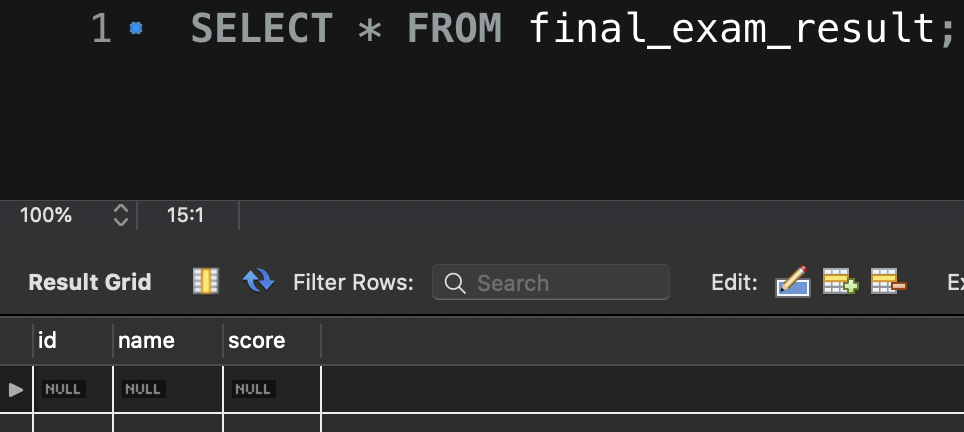 1 SELECT * FROM final_exam_result;
100% 15:1
Result Grid Filter Rows: Search Edit: Ex
id name score
NULL NULL NULL